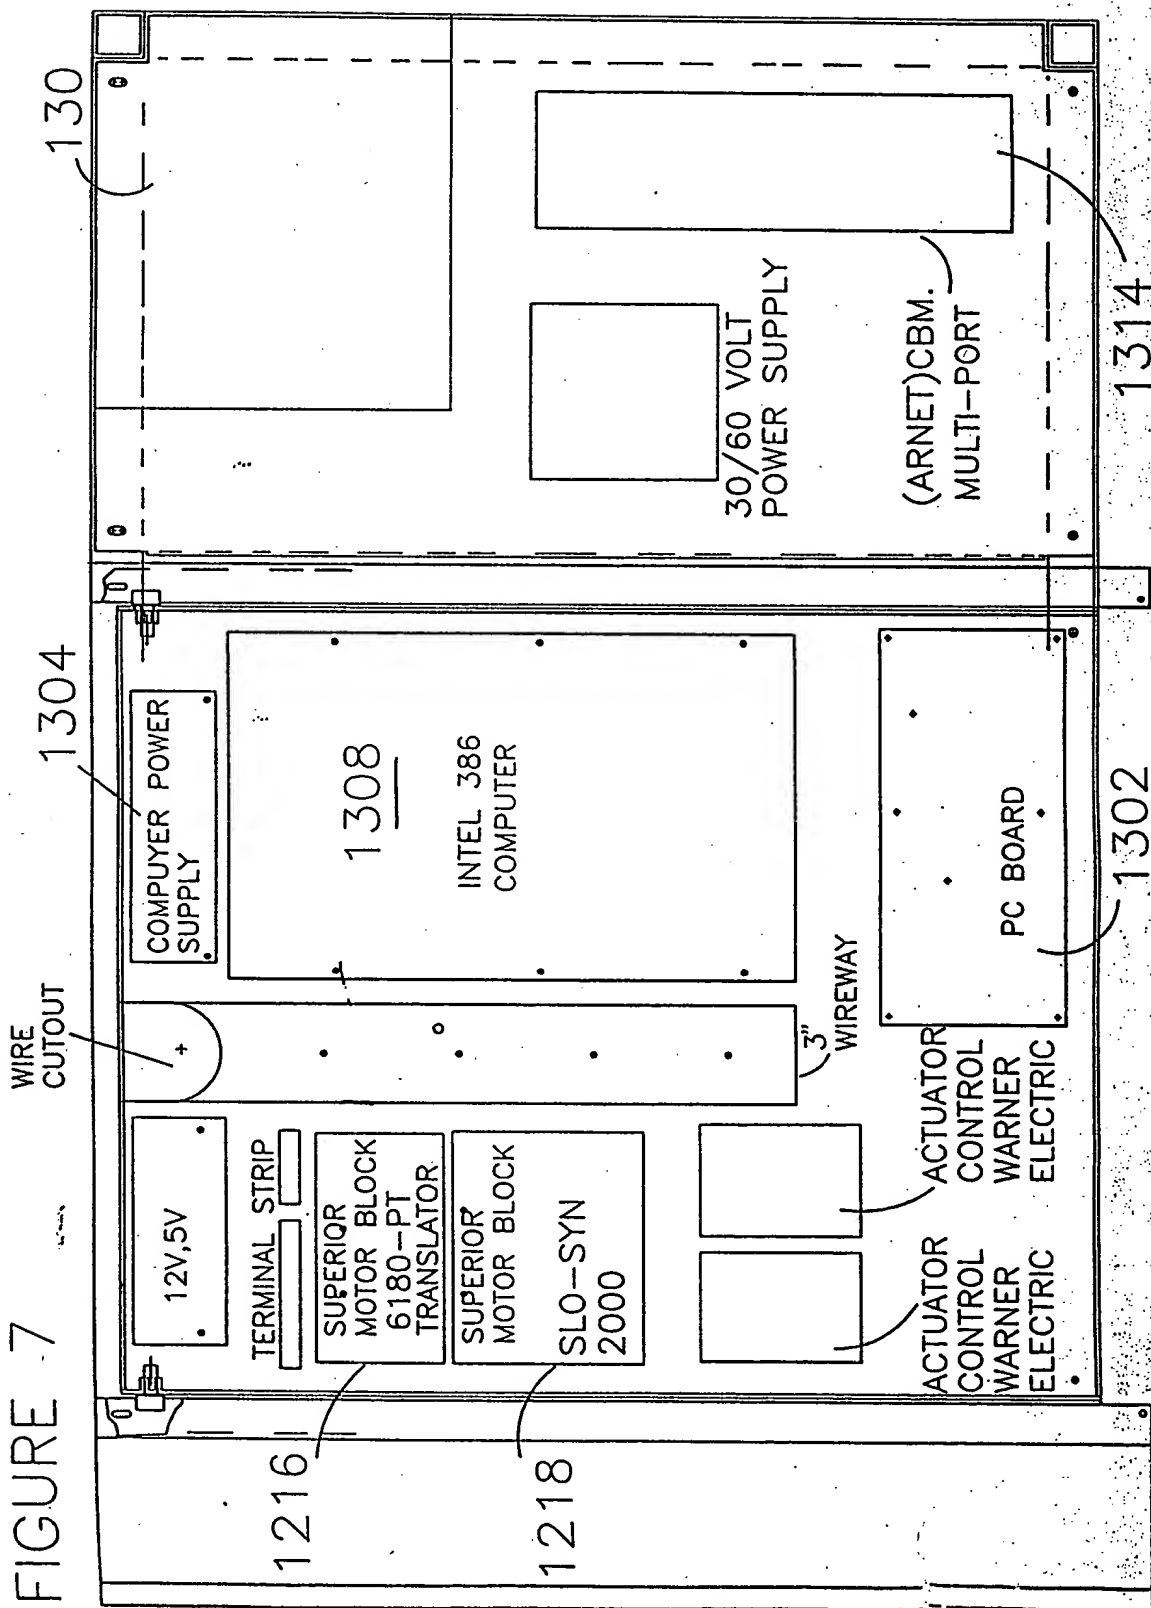 FIGURE 7
WIRE
CUTOUT
1304
130
12V,5V
COMPUYER POWER
SUPPLY
TERMINAL STRIP
1216
SUPERIOR
MOTOR BLOCK
6180-PT
TRANSLATOR
1308
INTEL 386
COMPUTER
1218
SUPERIOR
MOTOR BLOCK
SLO-SYN
2000
3"
WIREWAY
30/60 VOLT
POWER SUPPLY
ACTUATOR
CONTROL
WARNER
ELECTRIC
ACTUATOR
CONTROL
WARNER
ELECTRIC
PC BOARD
(ARNET)CBM.
MULTI-PORT
1302
1314